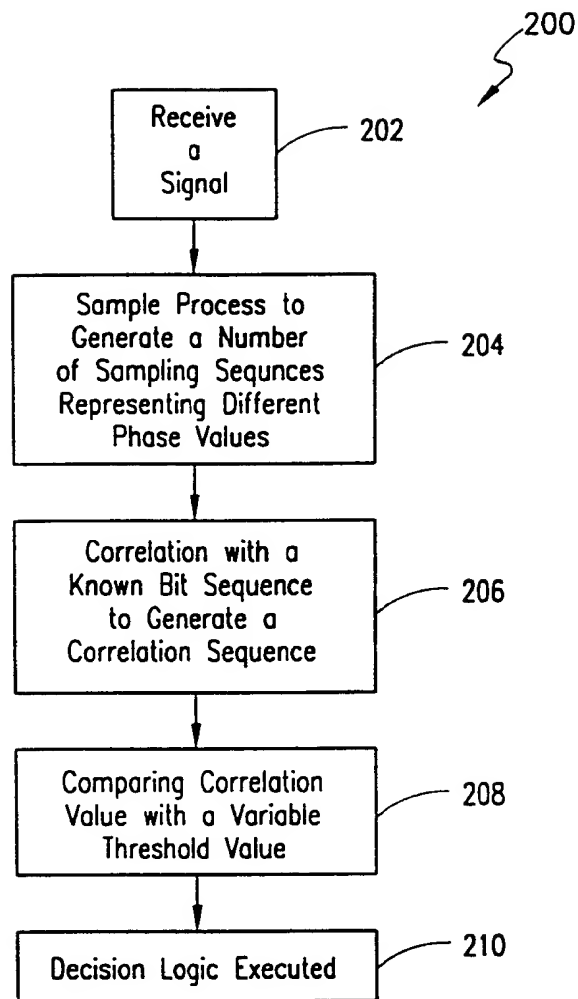 200
Receive
a
Signal
202
Sample Process to
Generate a Number
of Sampling Sequnces
Representing Different
Phase Values
204
Correlation with a
Known Bit Sequence
to Generate a
Correlation Sequence
206
Comparing Correlation
Value with a Variable
Threshold Value
208
Decision Logic Executed
210